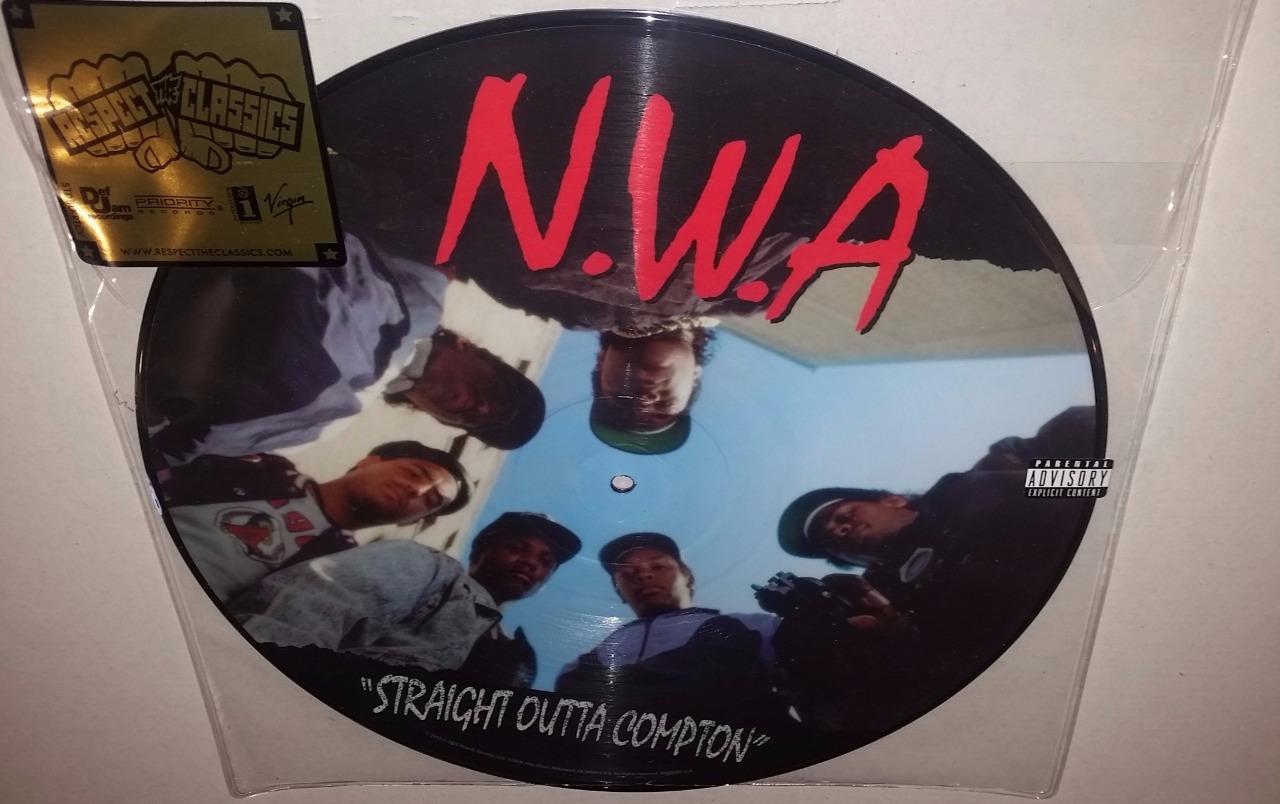 RESPECT THE CLASSICS
Def Jam
recordings
PRIORITY
RECORDS
Virgin
WWW.RESPECTTHECLASSICS.COM
N.W.A
PARENTAL
ADVISORY
EXPLICIT CONTENT
"STRAIGHT OUTTA COMPTON"